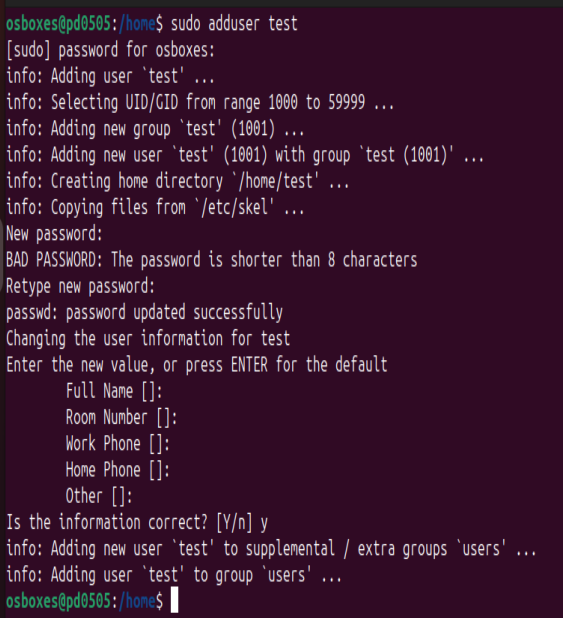 osboxes@pd0505:/home$ sudo adduser test
[sudo] password for osboxes:
info: Adding user `test' ...
info: Selecting UID/GID from range 1000 to 59999 ...
info: Adding new group `test' (1001) ...
info: Adding new user `test' (1001) with group `test (1001)' ...
info: Creating home directory `/home/test' ...
info: Copying files from `/etc/skel' ...
New password:
BAD PASSWORD: The password is shorter than 8 characters
Retype new password:
passwd: password updated successfully
Changing the user information for test
Enter the new value, or press ENTER for the default
        Full Name []:
        Room Number []:
        Work Phone []:
        Home Phone []:
        Other []:
Is the information correct? [Y/n] y
info: Adding new user `test' to supplemental / extra groups `users' ...
info: Adding user `test' to group `users' ...
osboxes@pd0505:/home$